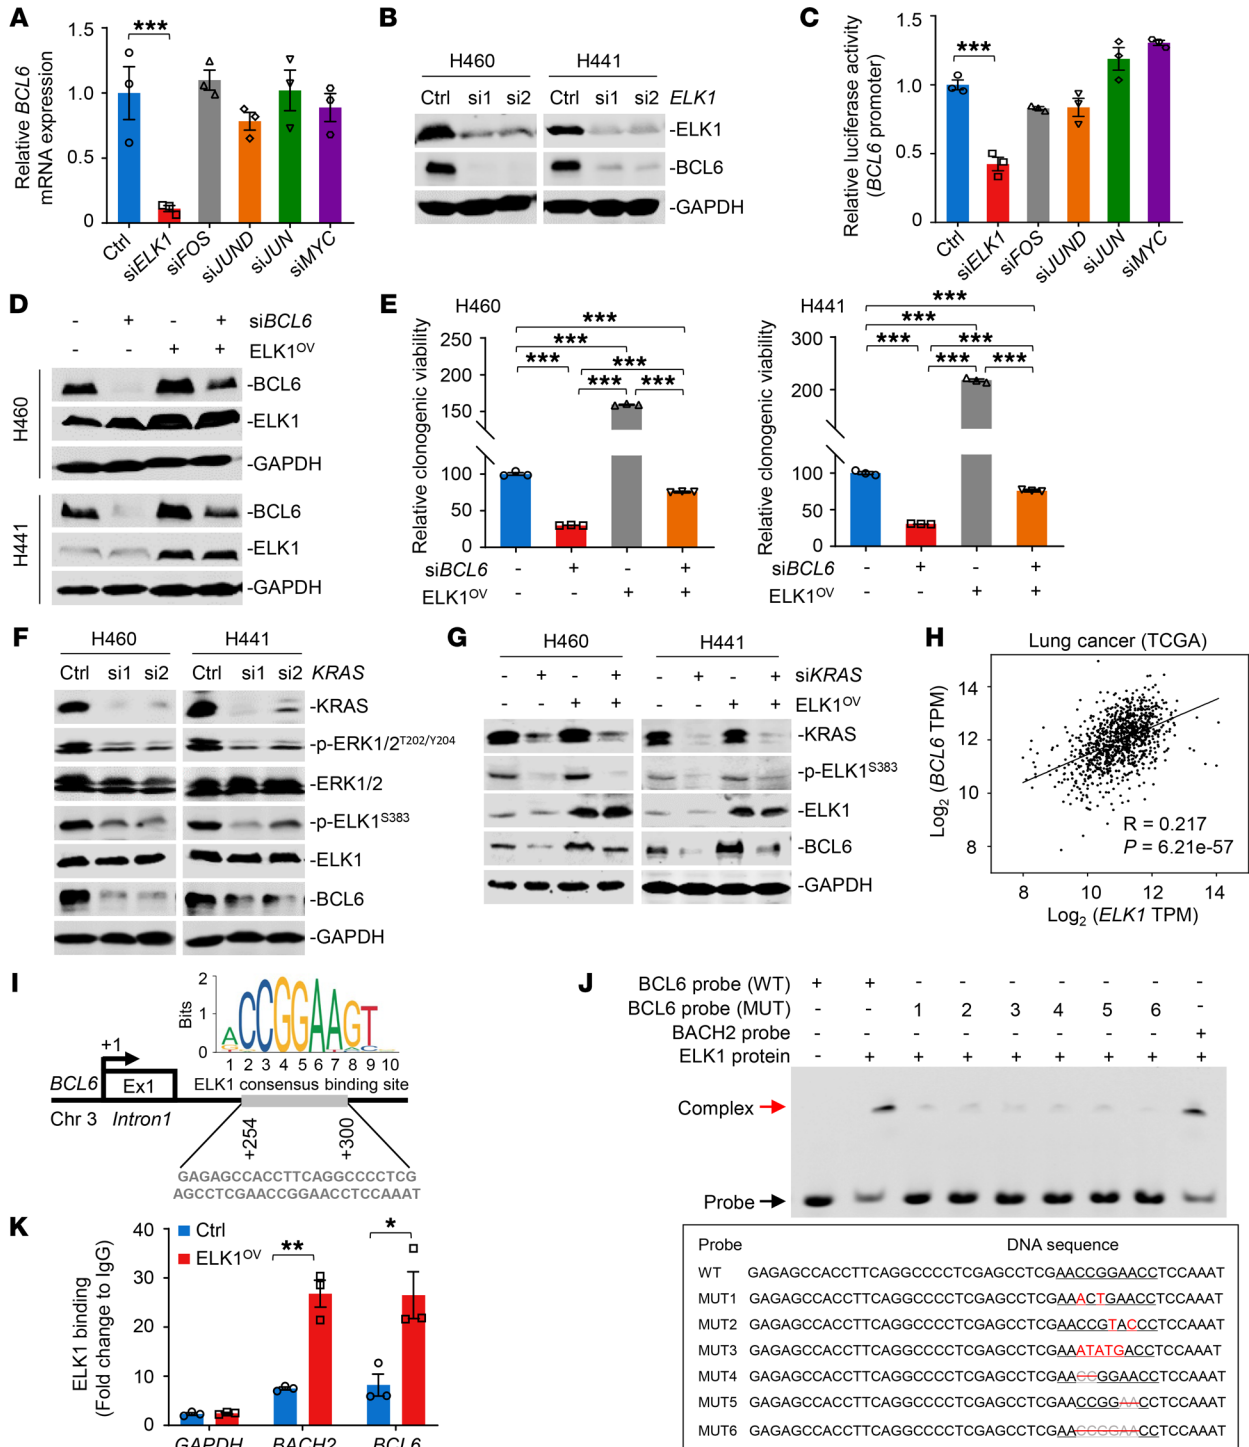 A
Relative BCL6
mRNA expression
1.5
1.0
0.5
0
***
Ctrl
siELK1
siFOS
siJUND
siJUN
siMYC
B
H460 H441
Ctrl si1 si2 Ctrl si1 si2 ELK1
-ELK1
-BCL6
-GAPDH
C
Relative luciferase activity
(BCL6 promoter)
1.5
1.0
0.5
0
***
Ctrl
siELK1
siFOS
siJUND
siJUN
siMYC
D
- + - + siBCL6
- - + + ELK1OV
H460
-BCL6
-ELK1
-GAPDH
H441
-BCL6
-ELK1
-GAPDH
E
H460
Relative clonogenic viability
250
200
150
100
50
0
***
***
*** ***
*** ***
siBCL6 - + - +
ELK1OV - - + +
H441
Relative clonogenic viability
300
200
100
50
0
***
***
*** ***
*** ***
siBCL6 - + - +
ELK1OV - - + +
F
H460 H441
Ctrl si1 si2 Ctrl si1 si2 KRAS
-KRAS
-p-ERK1/2T202/Y204
-ERK1/2
-p-ELK1S383
-ELK1
-BCL6
-GAPDH
G
H460 H441
- + - + - + - + siKRAS
- - + + - - + + ELK1OV
-KRAS
-p-ELK1S383
-ELK1
-BCL6
-GAPDH
H
Lung cancer (TCGA)
Log2 (BCL6 TPM)
14
12
10
8
R = 0.217
P = 6.21e-57
8 10 12 14
Log2 (ELK1 TPM)
I
Bits
2
1
0
ACCGGAAGT
1 2 3 4 5 6 7 8 9 10
ELK1 consensus binding site
+1
BCL6 Ex1
Chr 3 Intron1
+254
+300
GAGAGCCACCTTCAGGCCCCTCG
AGCCTCGAACCGGAACCTCCAAAT
J
BCL6 probe (WT) + + - - - - - - -
BCL6 probe (MUT) - - 1 2 3 4 5 6 -
BACH2 probe - - - - - - - - +
ELK1 protein - + + + + + + + +
Complex
Probe
Probe DNA sequence
WT GAGAGCCACCTTCAGGCCCCTCGAGCCTCGAACCGGAACCTCCAAAT
MUT1 GAGAGCCACCTTCAGGCCCCTCGAGCCTCGAAACTGAACCTCCAAAT
MUT2 GAGAGCCACCTTCAGGCCCCTCGAGCCTCGAACCGTACCCTCCAAAT
MUT3 GAGAGCCACCTTCAGGCCCCTCGAGCCTCGAAATATGACCTCCAAAT
MUT4 GAGAGCCACCTTCAGGCCCCTCGAGCCTCGAACCGGAACCTCCAAAT
MUT5 GAGAGCCACCTTCAGGCCCCTCGAGCCTCGAACCGGAACCTCCAAAT
MUT6 GAGAGCCACCTTCAGGCCCCTCGAGCCTCGAACCGGAACCTCCAAAT
K
ELK1 binding
(Fold change to IgG)
40
30
20
10
0
Ctrl
ELK1OV
**
*
GAPDH BACH2 BCL6